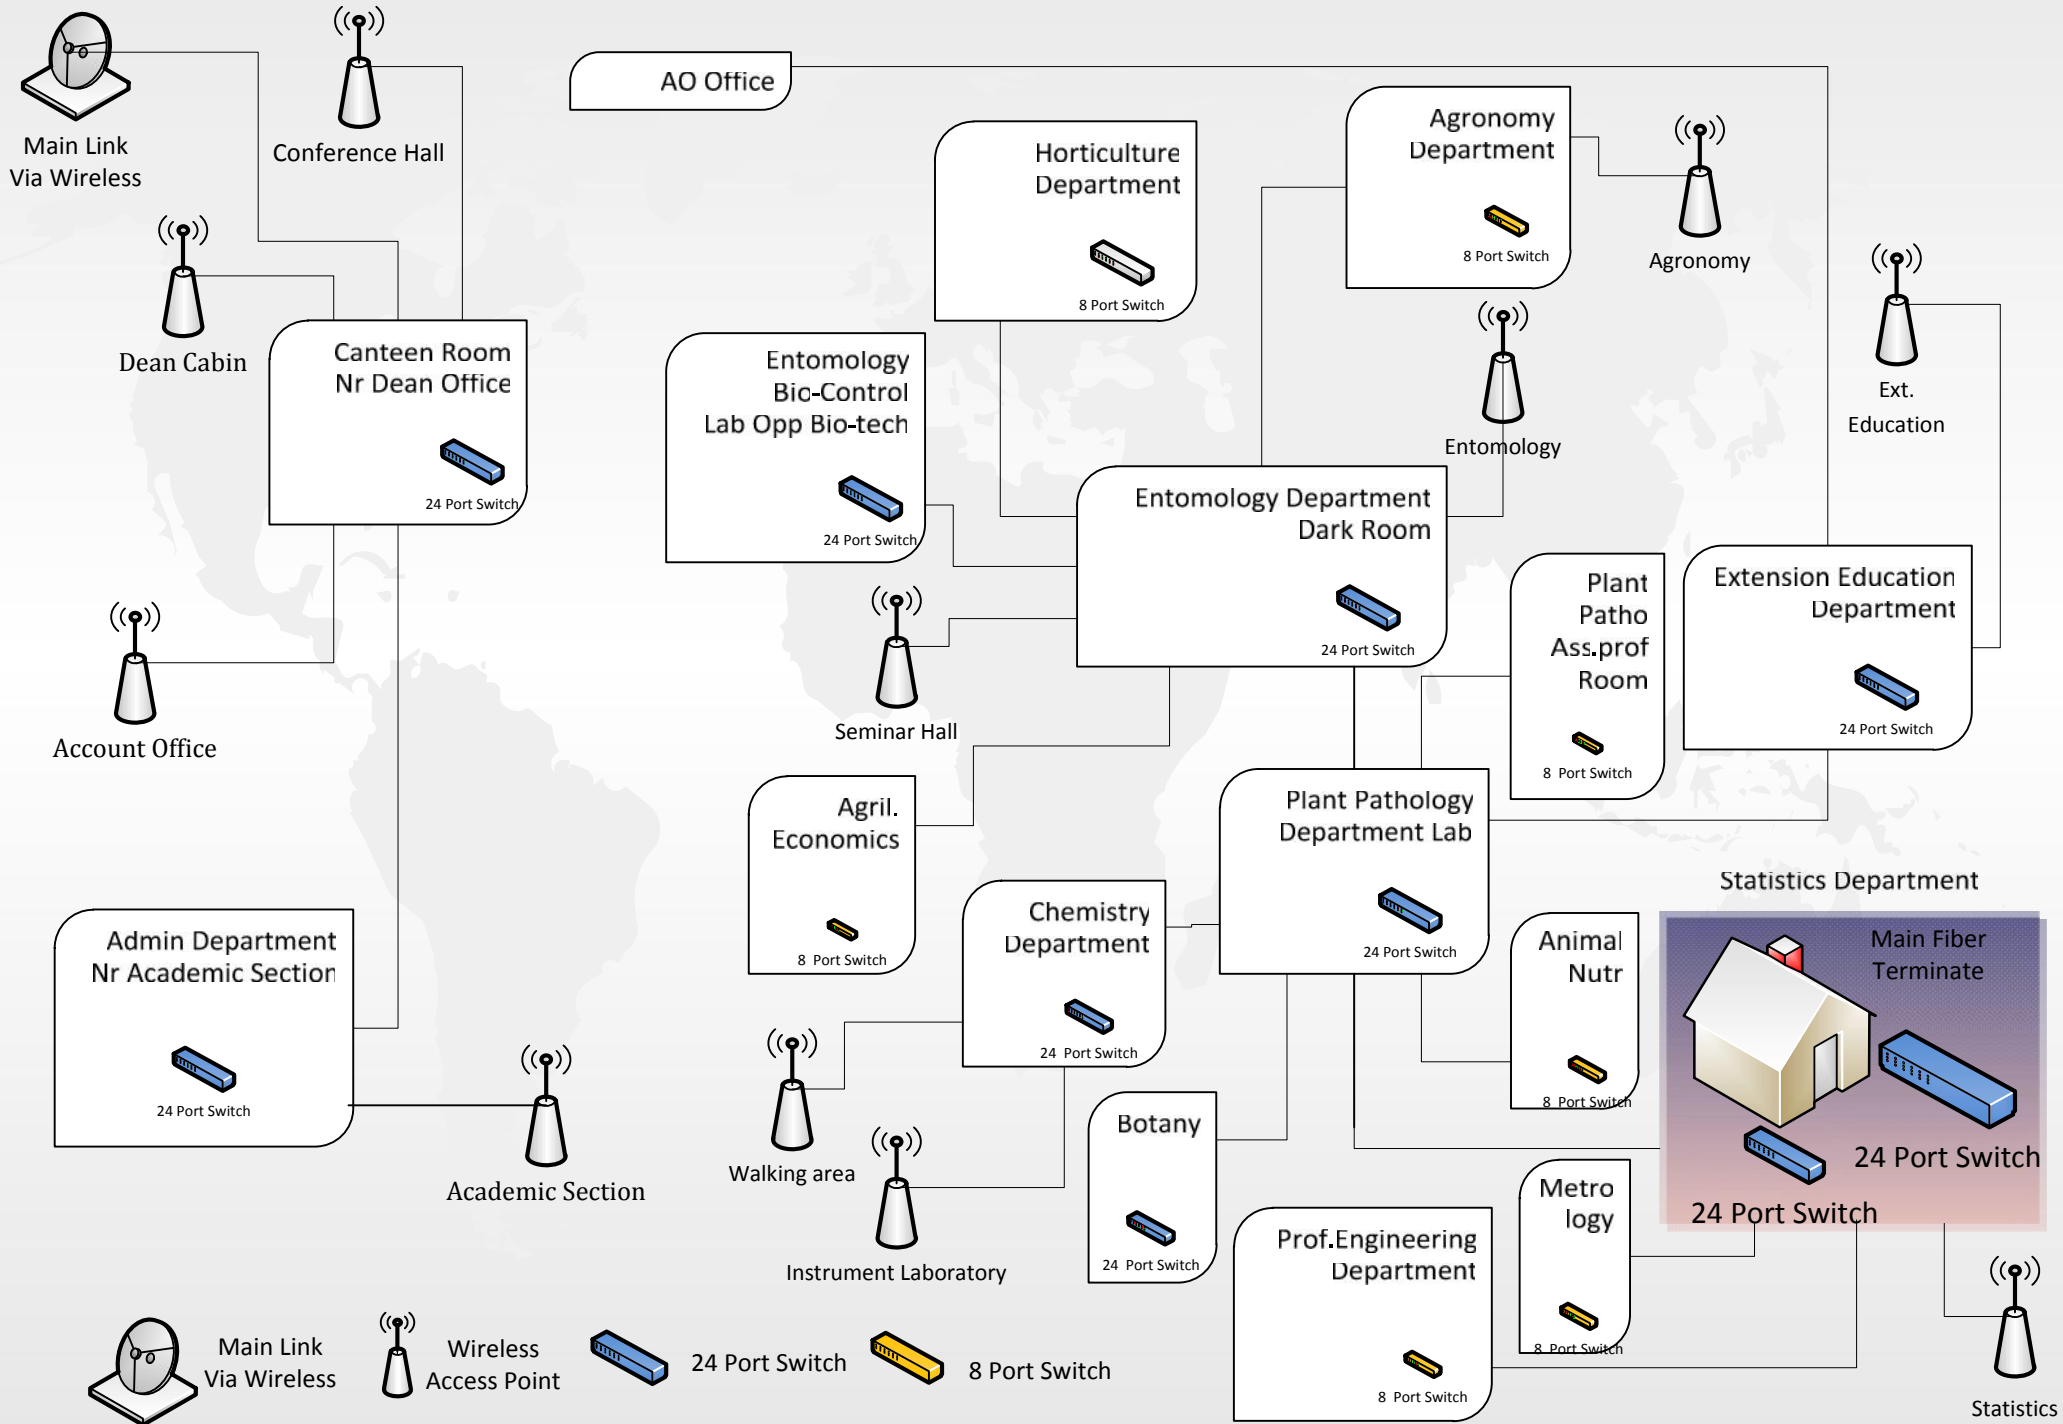 Main Link
Via Wireless
Conference Hall
AO Office
Horticulture
Department
8 Port Switch
Agronomy
Department
8 Port Switch
Agronomy
Dean Cabin
Canteen Room
Nr Dean Office
24 Port Switch
Entomology
Bio-Control
Lab Opp Bio-tech
24 Port Switch
Entomology
Ext.
Education
Entomology Department
Dark Room
24 Port Switch
Plant
Patho
Ass.prof
Room
8 Port Switch
Extension Education
Department
24 Port Switch
Account Office
Seminar Hall
Agril.
Economics
8 Port Switch
Plant Pathology
Department Lab
24 Port Switch
Statistics Department
Main Fiber
Terminate
24 Port Switch
24 Port Switch
Admin Department
Nr Academic Section
24 Port Switch
Chemistry
Department
24 Port Switch
Animal
Nutr
8 Port Switch
Academic Section
Walking area
Botany
24 Port Switch
Instrument Laboratory
Metro
logy
8 Port Switch
Prof.Engineering
Department
8 Port Switch
Statistics
Main Link
Via Wireless
Wireless
Access Point
24 Port Switch
8 Port Switch